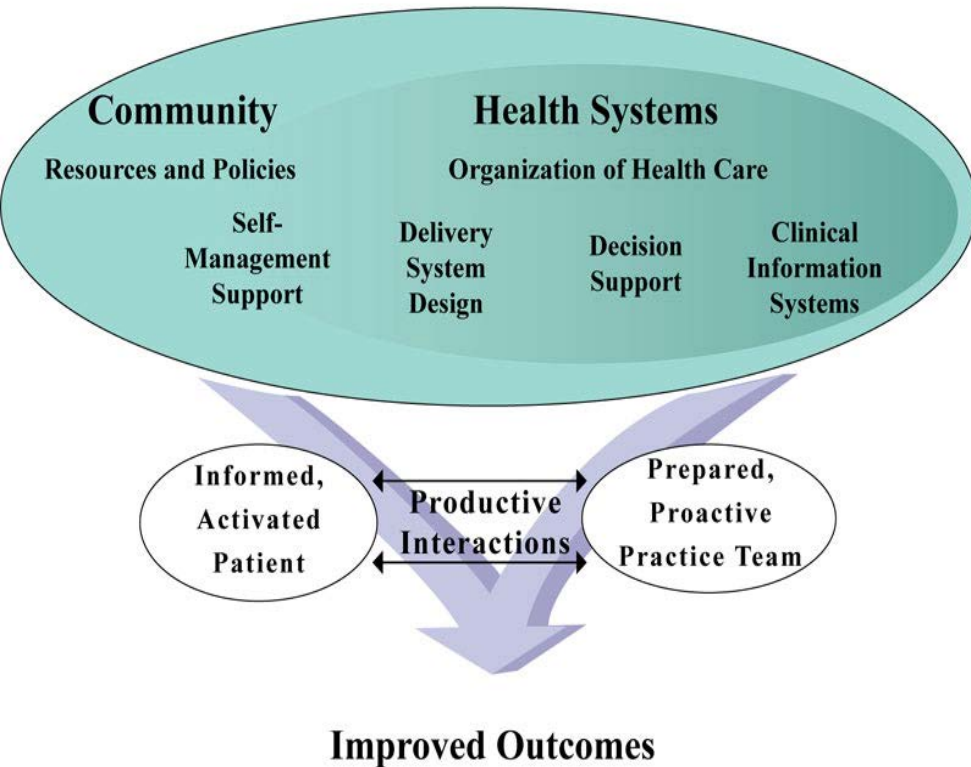 Community
Health Systems
Resources and Policies
Organization of Health Care
Self-
Management
Support
Delivery
System
Design
Decision
Support
Clinical
Information
Systems
Informed,
Activated
Patient
Productive
Interactions
Prepared,
Proactive
Practice Team
Improved Outcomes